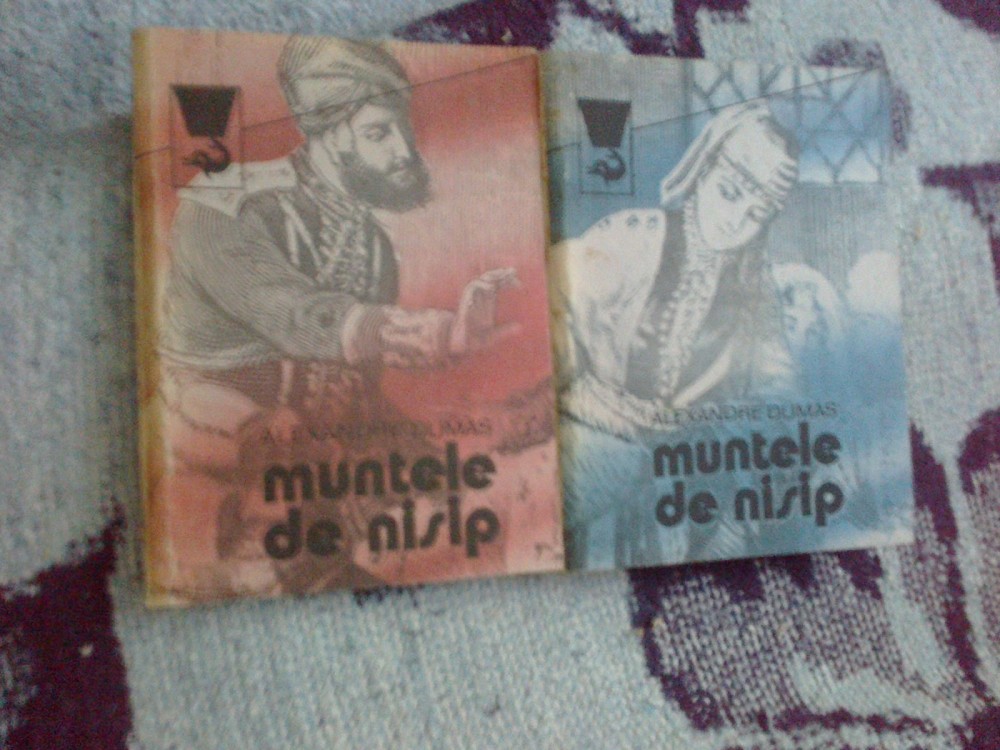 ALEXANDRE DUMAS
muntele
de nisip
ALEXANDRE DUMAS
muntele
de nisip